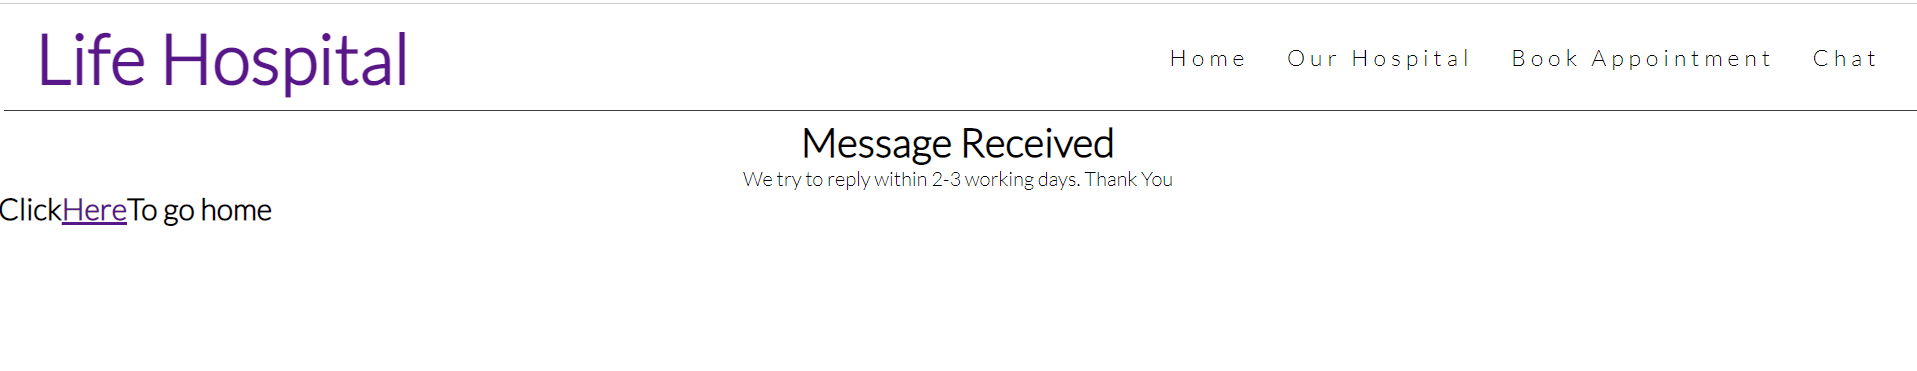 Life Hospital
Home Our Hospital Book Appointment Chat
Message Received
We try to reply within 2-3 working days. Thank You
ClickHereTo go home